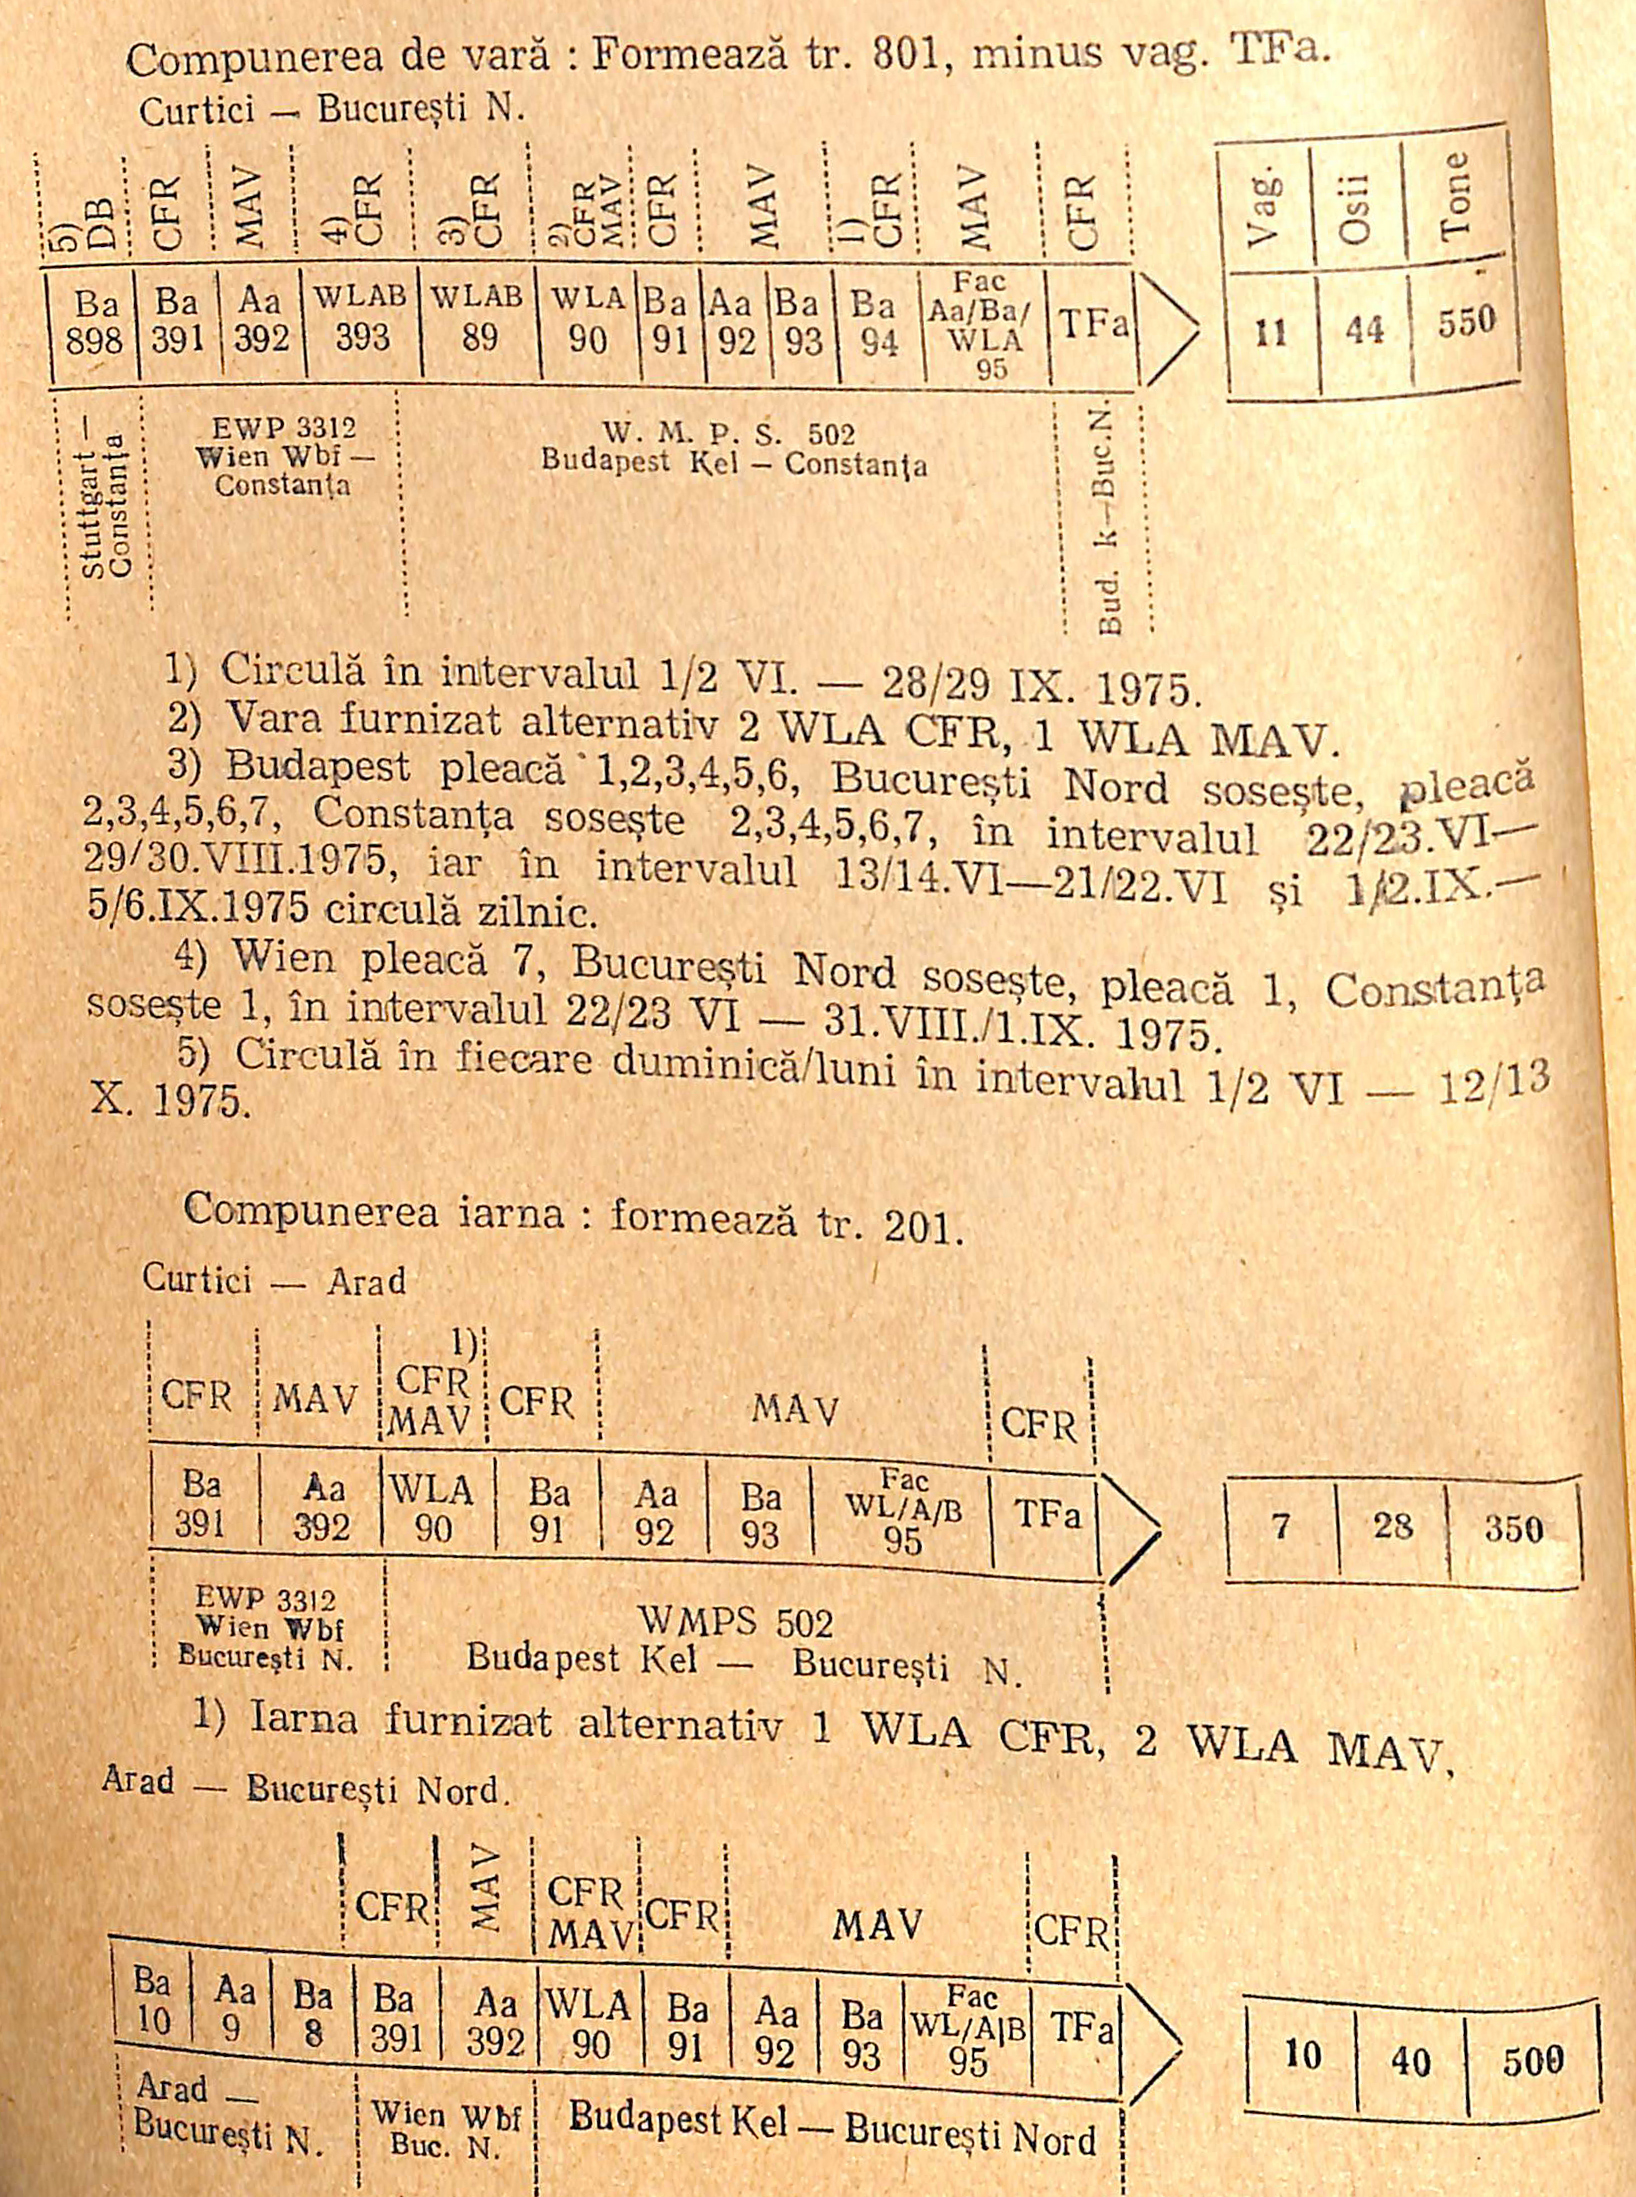 Compunerea de vară : Formează tr. 801, minus vag. TFa.
Curtici — București N.
5) DB CFR MAV 4) CFR 3) CFR 2) CFR MAV CFR MAV 1) CFR MAV CFR Vag. Osii Tone
Ba 898 Ba 391 Aa 392 WLAB 393 WLAB 89 WLA 90 Ba 91 Aa 92 Ba 93 Ba 94 Fac Aa/Ba/ WLA 95 TFa 11 44 550
Stuttgart — Constanța
EWP 3312
Wien Wbf —
Constanța
W. M. P. S. 502
Budapest Kel — Constanța
Bud. k—Buc.N.
1) Circulă în intervalul 1/2 VI. — 28/29 IX. 1975.
2) Vara furnizat alternativ 2 WLA CFR, 1 WLA MAV.
3) Budapest pleacă 1,2,3,4,5,6, București Nord sosește, pleacă
2,3,4,5,6,7, Constanța sosește 2,3,4,5,6,7, în intervalul 22/23.VI—
29/30.VIII.1975, iar în intervalul 13/14.VI—21/22.VI și 1/2.IX.—
5/6.IX.1975 circulă zilnic.
4) Wien pleacă 7, București Nord sosește, pleacă 1, Constanța
sosește 1, în intervalul 22/23 VI — 31.VIII./1.IX. 1975.
5) Circulă în fiecare duminică/luni în intervalul 1/2 VI — 12/13
X. 1975.
Compunerea iarna : formează tr. 201.
Curtici — Arad
CFR MAV 1) CFR MAV CFR MAV CFR
Ba 391 Aa 392 WLA 90 Ba 91 Aa 92 Ba 93 Fac WL/A/B 95 TFa 7 28 350
EWP 3312
Wien Wbf
București N.
WMPS 502
Budapest Kel — București N.
1) Iarna furnizat alternativ 1 WLA CFR, 2 WLA MAV,
Arad — București Nord.
CFR MAV CFR MAV CFR MAV CFR
Ba 10 Aa 9 Ba 8 Ba 391 Aa 392 WLA 90 Ba 91 Aa 92 Ba 93 Fac WL/A|B 95 TFa 10 40 500
Arad —
București N.
Wien Wbf
Buc. N.
Budapest Kel — București Nord